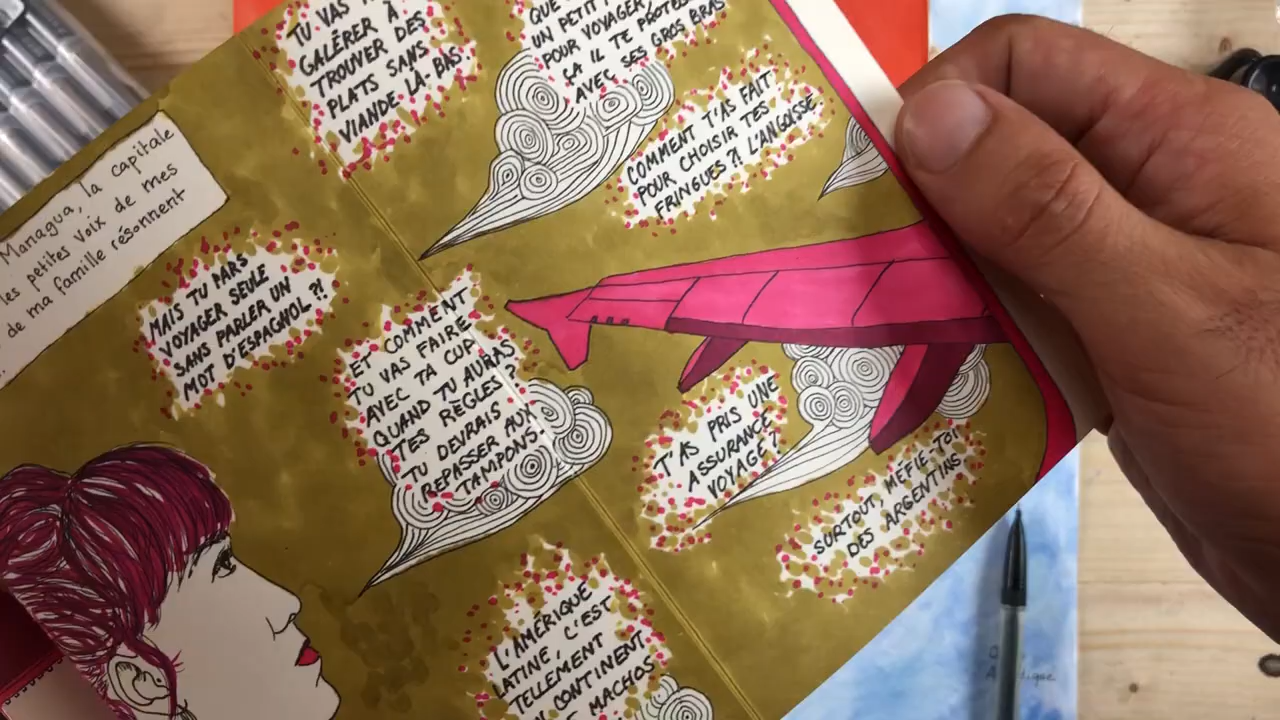 Managua, la capitale
les petites voix de mes
de ma famille résonnent
TU VAS
GALÉRER À
TROUVER DES
PLATS SANS
VIANDE LÀ-BAS.
QUE
UN PETIT
POUR VOYAGER
ÇA IL TE PROTÈGE
AVEC SES GROS BRAS
COMMENT T'AS FAIT
POUR CHOISIR TES
FRINGUES ?! L'ANGOISSE.
MAIS TU PARS
VOYAGER SEULE
SANS PARLER UN
MOT D'ESPAGNOL ?!
ET COMMENT
TU VAS FAIRE
AVEC TA CUP
QUAND TU AURAS
TES RÈGLES ?
TU DEVRAIS
REPASSER AUX
TAMPONS.
T'AS PRIS UNE
ASSURANCE
VOYAGE ?
SURTOUT, MÉFIE-TOI
DES ARGENTINS
L'AMÉRIQUE
LATINE, C'EST
TELLEMENT
UN CONTINENT
DE MACHOS